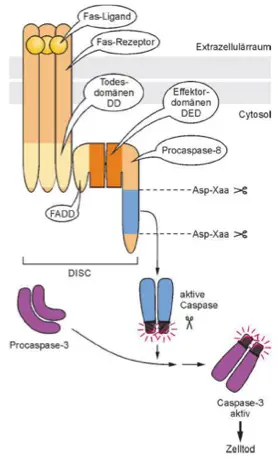 Fas-Ligand
Fas-Rezeptor
Extrazellulärraum
Todes-
domänen
DD
Effektor-
domänen
DED
Cytosol
Procaspase-8
Asp-Xaa
FADD
Asp-Xaa
DISC
aktive
Caspase
Procaspase-3
Caspase-3
aktiv
Zelltod